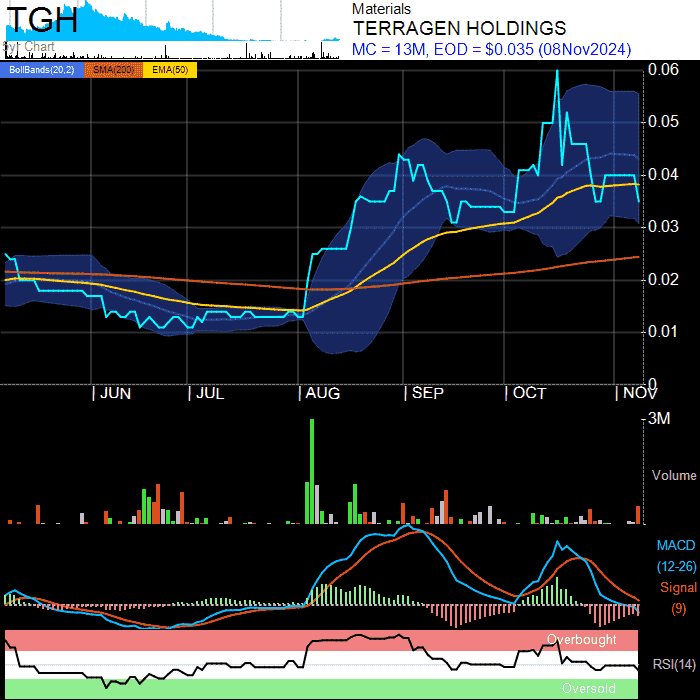 TGH
5yr Chart
Materials
TERRAGEN HOLDINGS
MC = 13M, EOD = $0.035 (08Nov2024)
BollBands(20,2) SMA(200) EMA(50)
0.06
0.05
0.04
0.03
0.02
0.01
0
JUN JUL AUG SEP OCT NOV
3M
Volume
MACD
(12-26)
Signal
(9)
Overbought
RSI(14)
Oversold